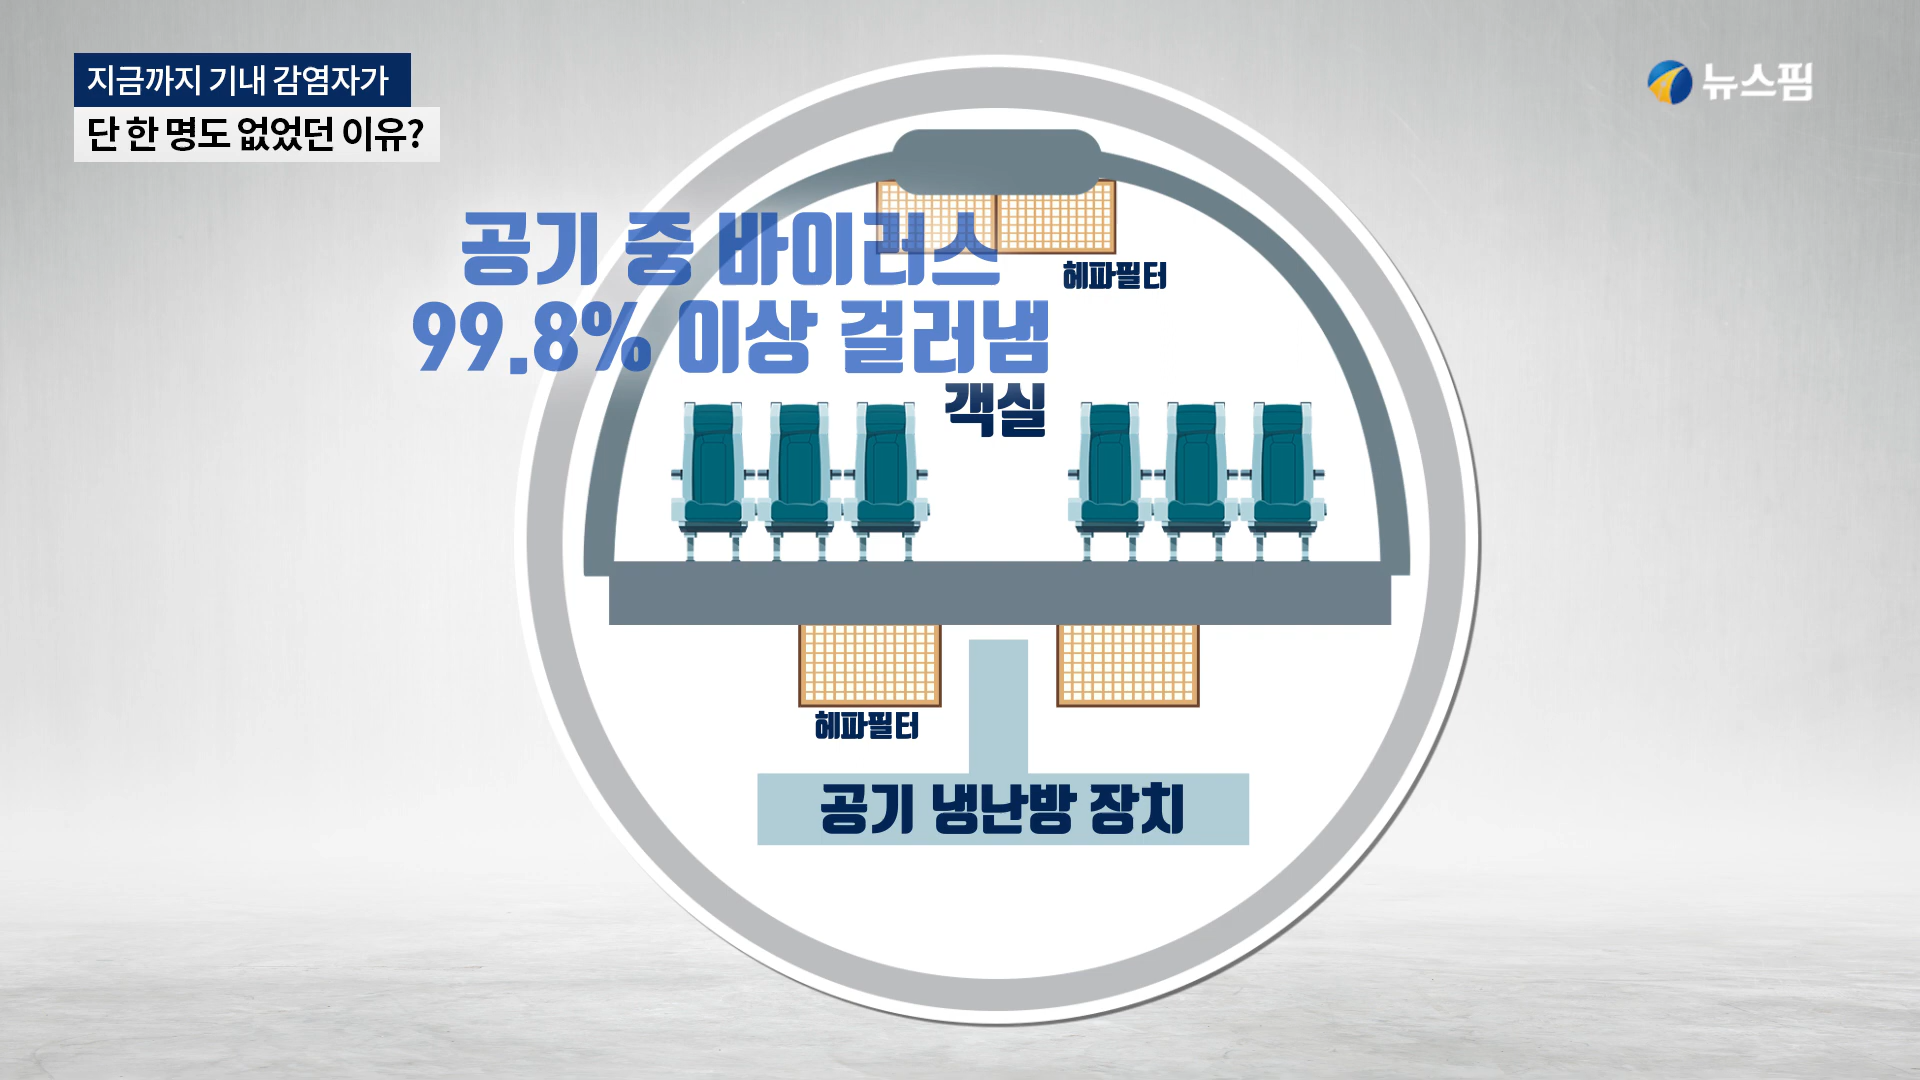 지금까지 기내 감염자가
단 한 명도 없었던 이유?
뉴스핌
공기 중 바이러스
99.8% 이상 걸러냄
헤파필터
객실
헤파필터
공기 냉난방 장치